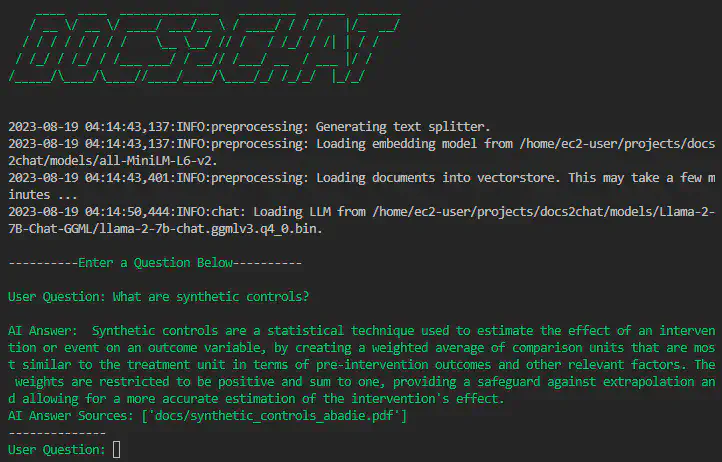 DOCS2CHAT
2023-08-19 04:14:43,137:INFO:preprocessing: Generating text splitter.
2023-08-19 04:14:43,137:INFO:preprocessing: Loading embedding model from /home/ec2-user/projects/docs
2chat/models/all-MiniLM-L6-v2.
2023-08-19 04:14:43,401:INFO:preprocessing: Loading documents into vectorstore. This may take a few m
inutes ...
2023-08-19 04:14:50,444:INFO:chat: Loading LLM from /home/ec2-user/projects/docs2chat/models/Llama-2-
7B-Chat-GGML/llama-2-7b-chat.ggmlv3.q4_0.bin.
----------Enter a Question Below----------
User Question: What are synthetic controls?
AI Answer:  Synthetic controls are a statistical technique used to estimate the effect of an interven
tion or event on an outcome variable, by creating a weighted average of comparison units that are mos
t similar to the treatment unit in terms of pre-intervention outcomes and other relevant factors. The
 weights are restricted to be positive and sum to one, providing a safeguard against extrapolation an
d allowing for a more accurate estimation of the intervention's effect.
AI Answer Sources: ['docs/synthetic_controls_abadie.pdf']
--------------
User Question: